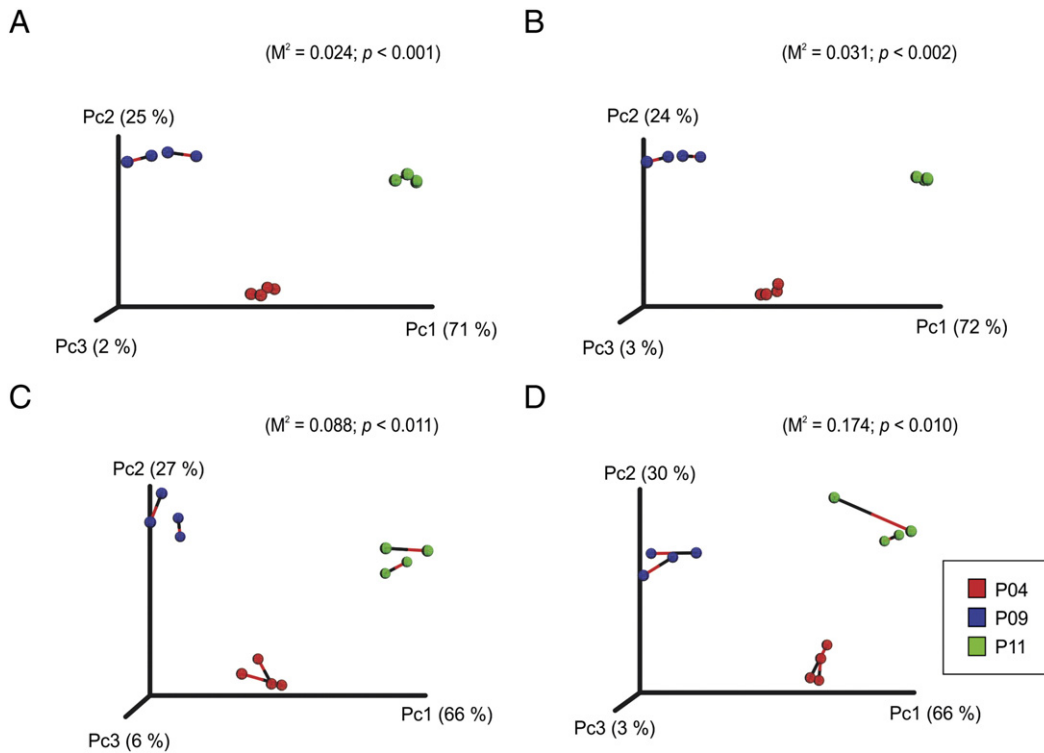 A
(M² = 0.024; p < 0.001)
Pc2 (25 %)
Pc1 (71 %)
Pc3 (2 %)
B
(M² = 0.031; p < 0.002)
Pc2 (24 %)
Pc1 (72 %)
Pc3 (3 %)
C
(M² = 0.088; p < 0.011)
Pc2 (27 %)
Pc1 (66 %)
Pc3 (6 %)
D
(M² = 0.174; p < 0.010)
Pc2 (30 %)
Pc1 (66 %)
Pc3 (3 %)
P04
P09
P11